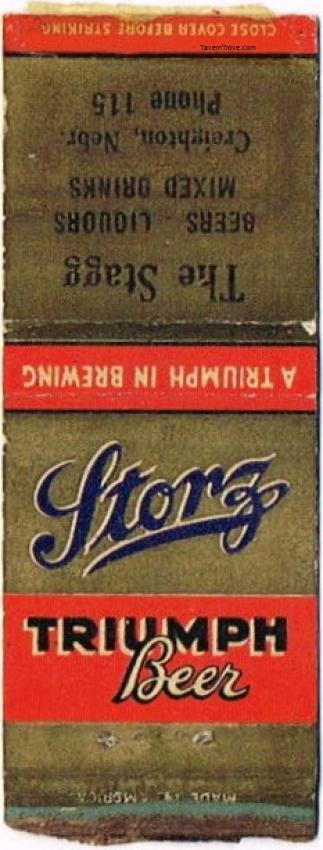 CLOSE COVER BEFORE STRIKING
TavernTrove.com
The Stagg
BEERS - LIQUORS
MIXED DRINKS
Creighton, Nebr.
Phone 115
A TRIUMPH IN BREWING
Storz
TRIUMPH
Beer
MADE IN AMERICA